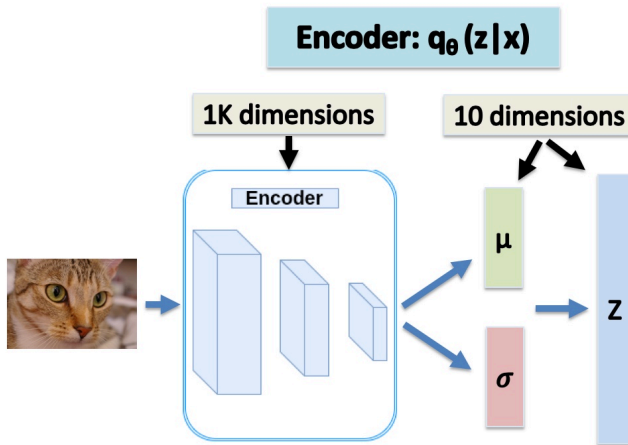 Encoder: qθ (z|x)
1K dimensions
10 dimensions
Encoder
μ
σ
Z